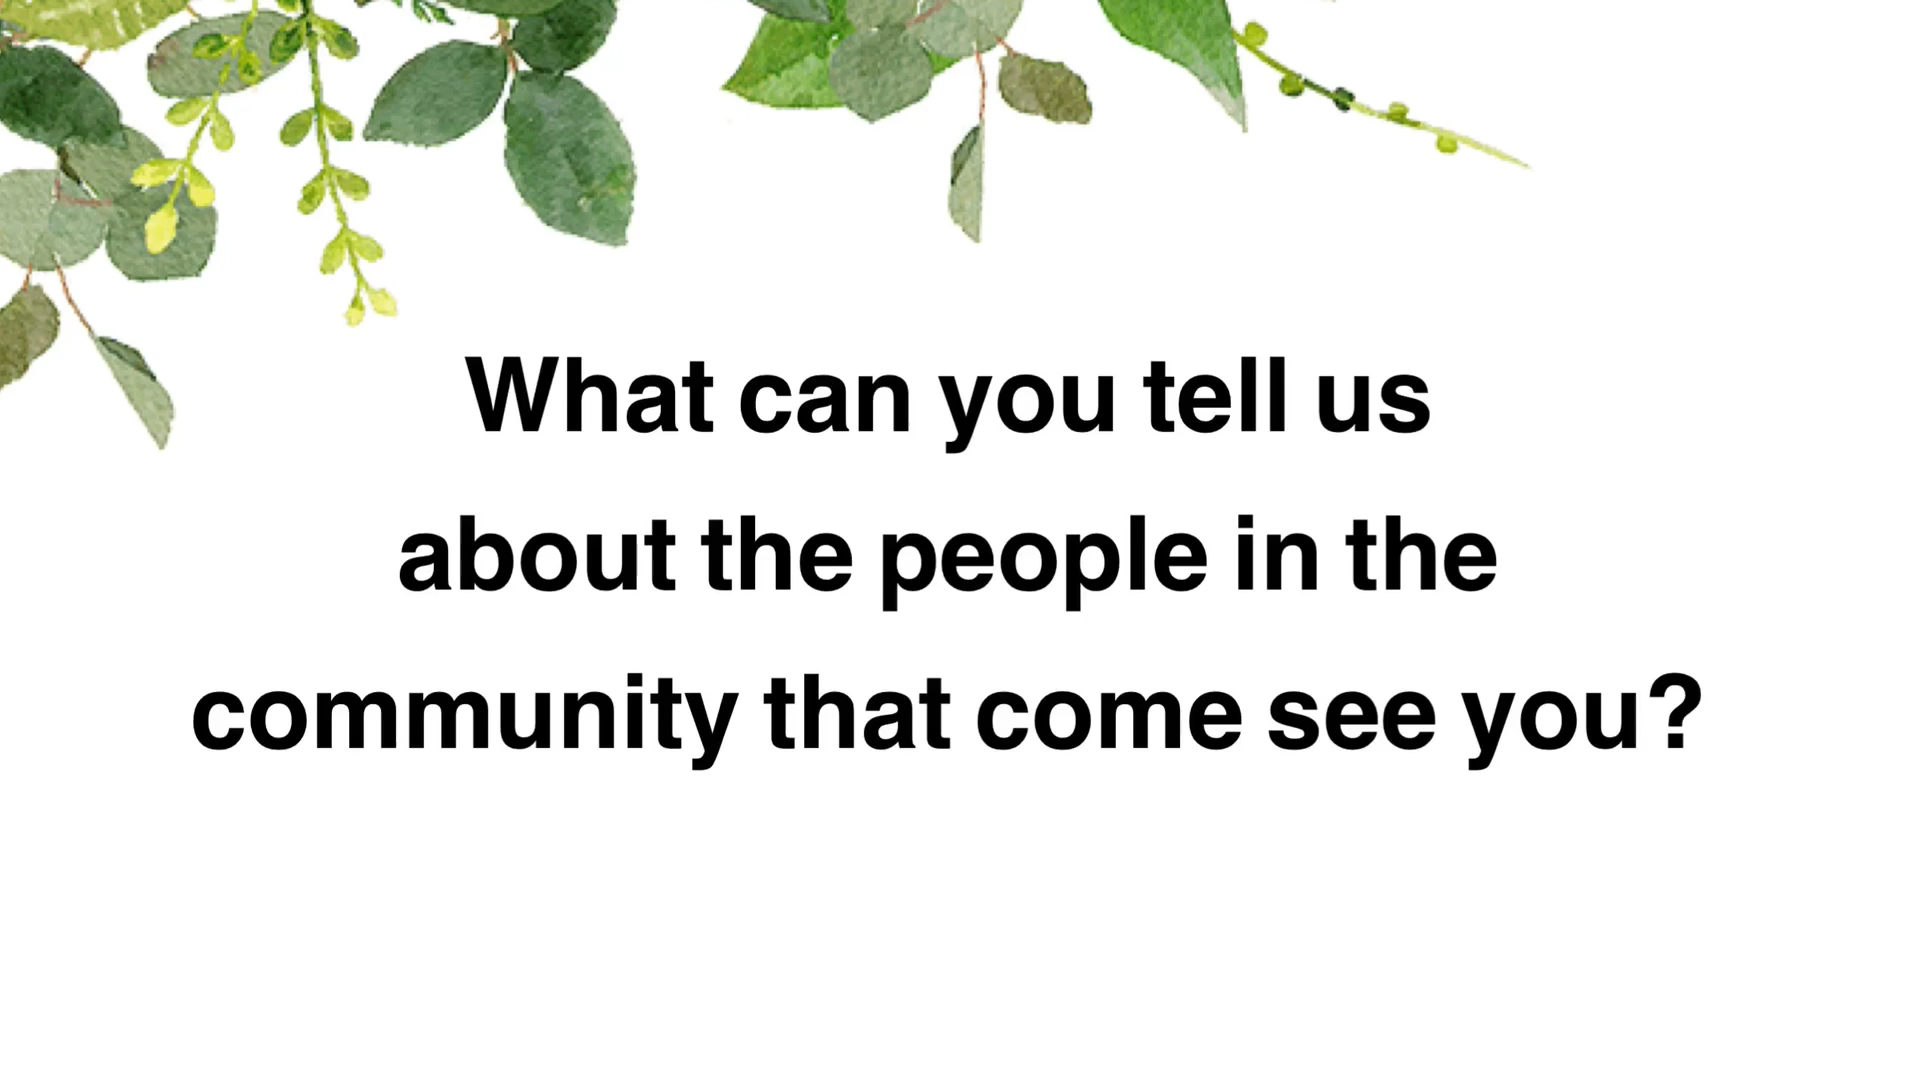 What can you tell us
about the people in the
community that come see you?